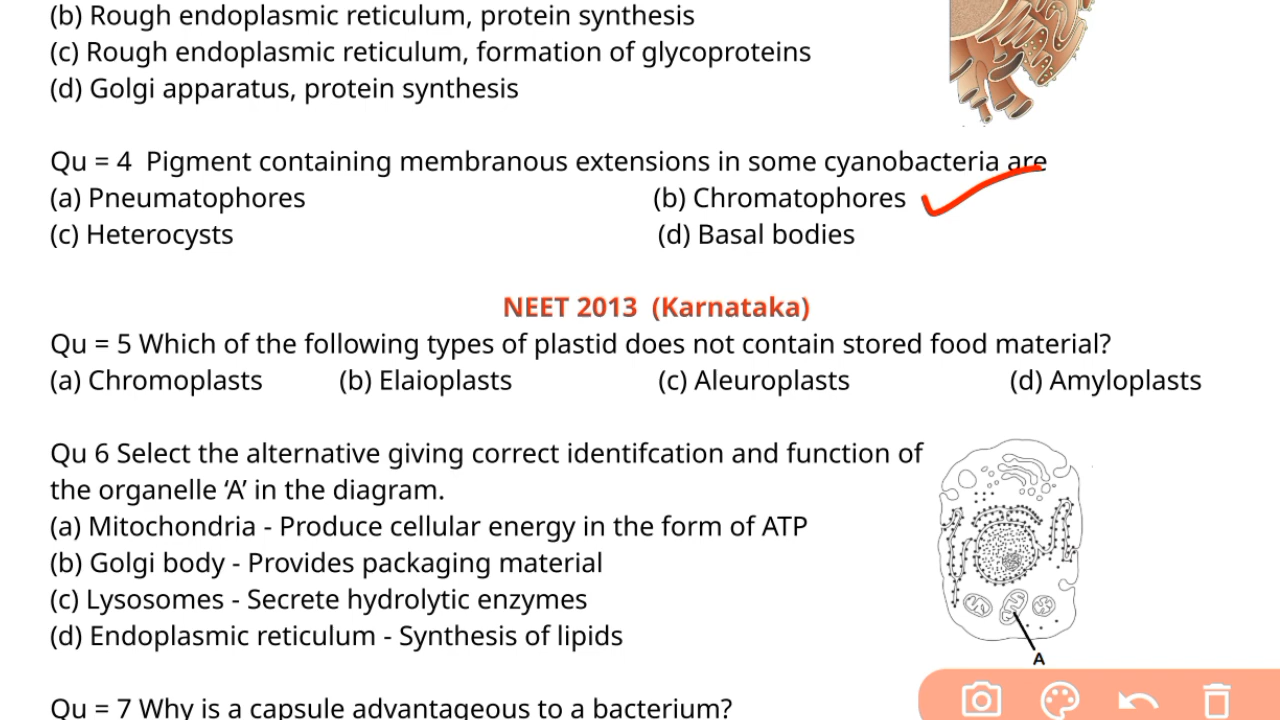 (b) Rough endoplasmic reticulum, protein synthesis
(c) Rough endoplasmic reticulum, formation of glycoproteins
(d) Golgi apparatus, protein synthesis
Qu = 4  Pigment containing membranous extensions in some cyanobacteria are
(a) Pneumatophores (b) Chromatophores
(c) Heterocysts (d) Basal bodies
NEET 2013  (Karnataka)
Qu = 5 Which of the following types of plastid does not contain stored food material?
(a) Chromoplasts (b) Elaioplasts (c) Aleuroplasts (d) Amyloplasts
Qu 6 Select the alternative giving correct identifcation and function of
the organelle ‘A’ in the diagram.
(a) Mitochondria - Produce cellular energy in the form of ATP
(b) Golgi body - Provides packaging material
(c) Lysosomes - Secrete hydrolytic enzymes
(d) Endoplasmic reticulum - Synthesis of lipids
A
Qu = 7 Why is a capsule advantageous to a bacterium?